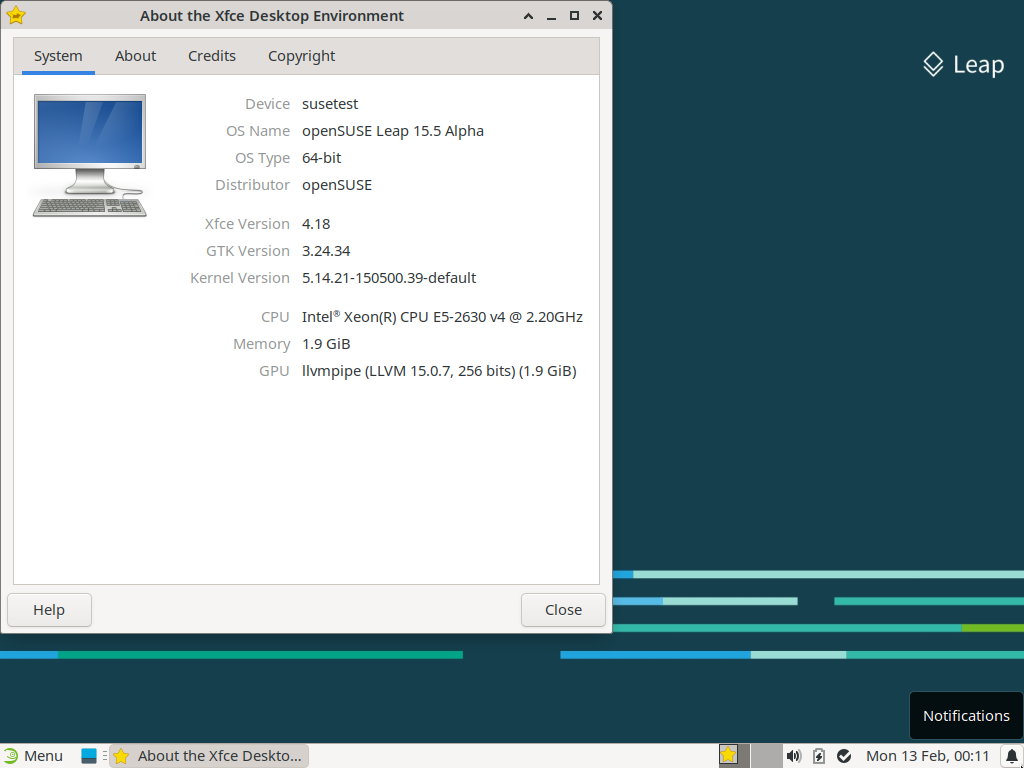 About the Xfce Desktop Environment
System About Credits Copyright
Leap
Device susetest
OS Name openSUSE Leap 15.5 Alpha
OS Type 64-bit
Distributor openSUSE
Xfce Version 4.18
GTK Version 3.24.34
Kernel Version 5.14.21-150500.39-default
CPU Intel® Xeon(R) CPU E5-2630 v4 @ 2.20GHz
Memory 1.9 GiB
GPU llvmpipe (LLVM 15.0.7, 256 bits) (1.9 GiB)
Help Close
Notifications
Menu About the Xfce Deskto... Mon 13 Feb, 00:11